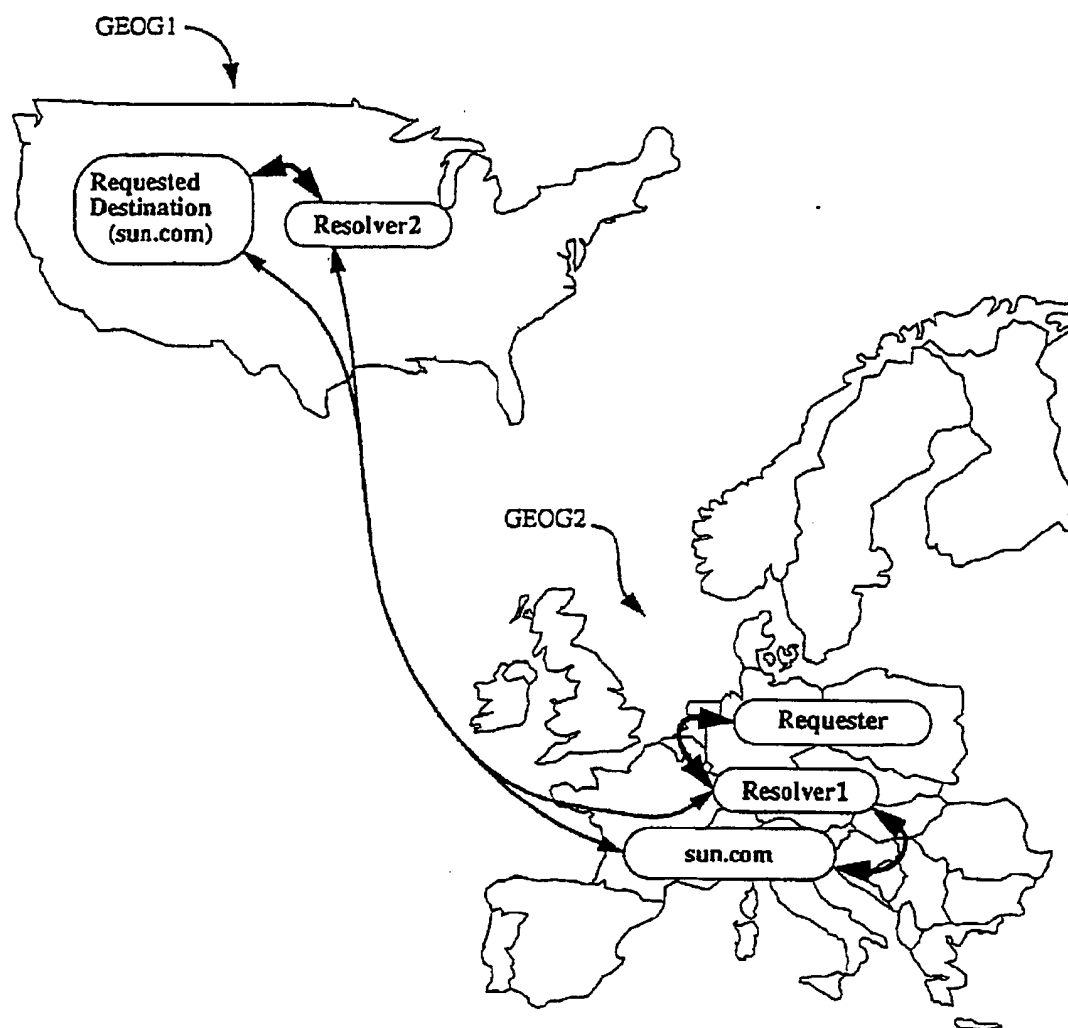 GEOG1
Requested
Destination
(sun.com)
Resolver2
GEOG2
Requester
Resolver1
sun.com